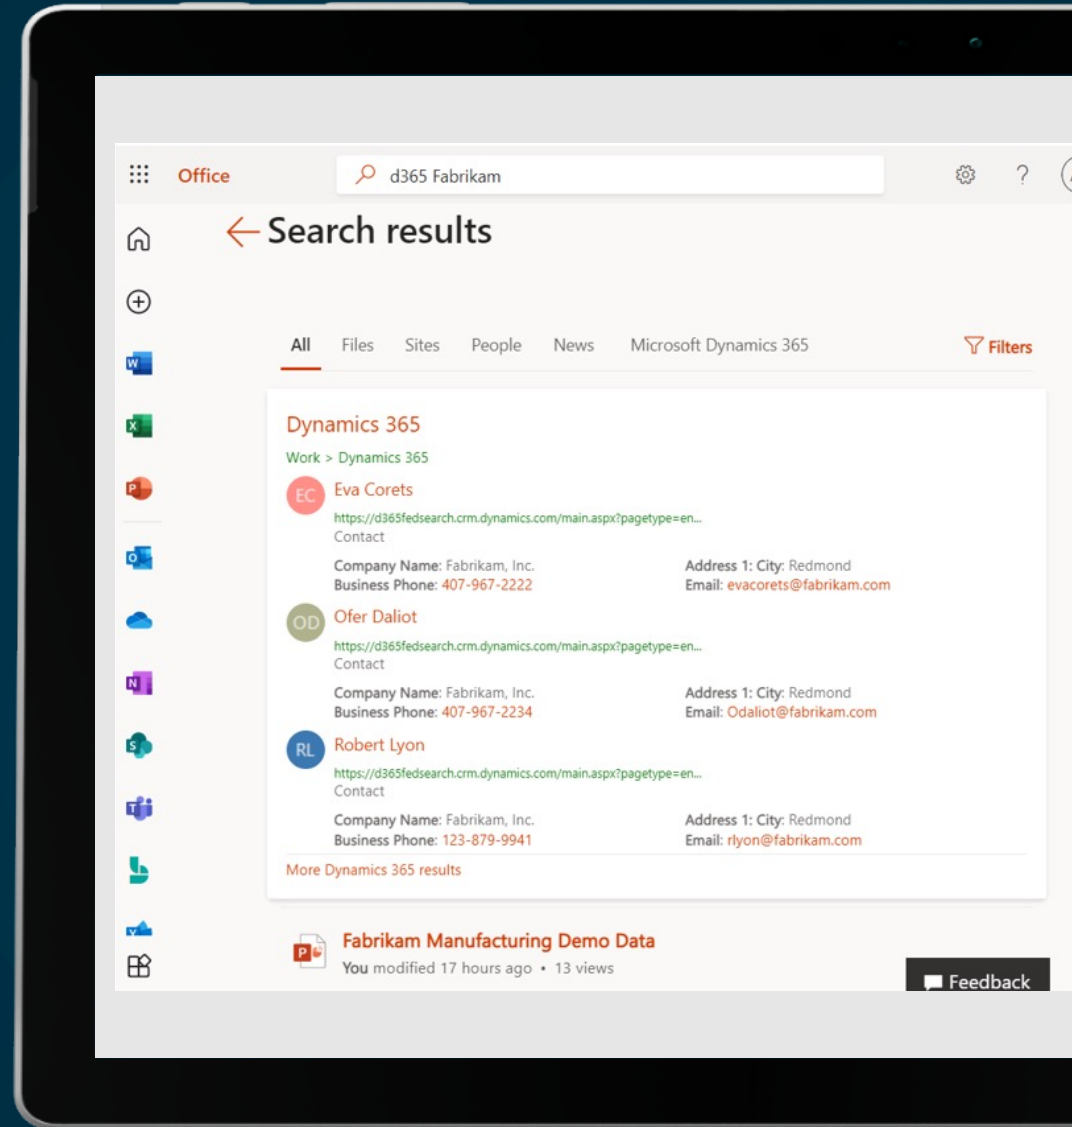 Office
d365 Fabrikam
?
Search results
All Files Sites People News Microsoft Dynamics 365 Filters
Dynamics 365
Work > Dynamics 365
EC Eva Corets
https://d365fedsearch.crm.dynamics.com/main.aspx?pagetype=en...
Contact
Company Name: Fabrikam, Inc. Address 1: City: Redmond
Business Phone: 407-967-2222 Email: evacorets@fabrikam.com
OD Ofer Daliot
https://d365fedsearch.crm.dynamics.com/main.aspx?pagetype=en...
Contact
Company Name: Fabrikam, Inc. Address 1: City: Redmond
Business Phone: 407-967-2234 Email: Odaliot@fabrikam.com
RL Robert Lyon
https://d365fedsearch.crm.dynamics.com/main.aspx?pagetype=en...
Contact
Company Name: Fabrikam, Inc. Address 1: City: Redmond
Business Phone: 123-879-9941 Email: rlyon@fabrikam.com
More Dynamics 365 results
P Fabrikam Manufacturing Demo Data
You modified 17 hours ago • 13 views
Feedback
W
X
P
O
N
S
T